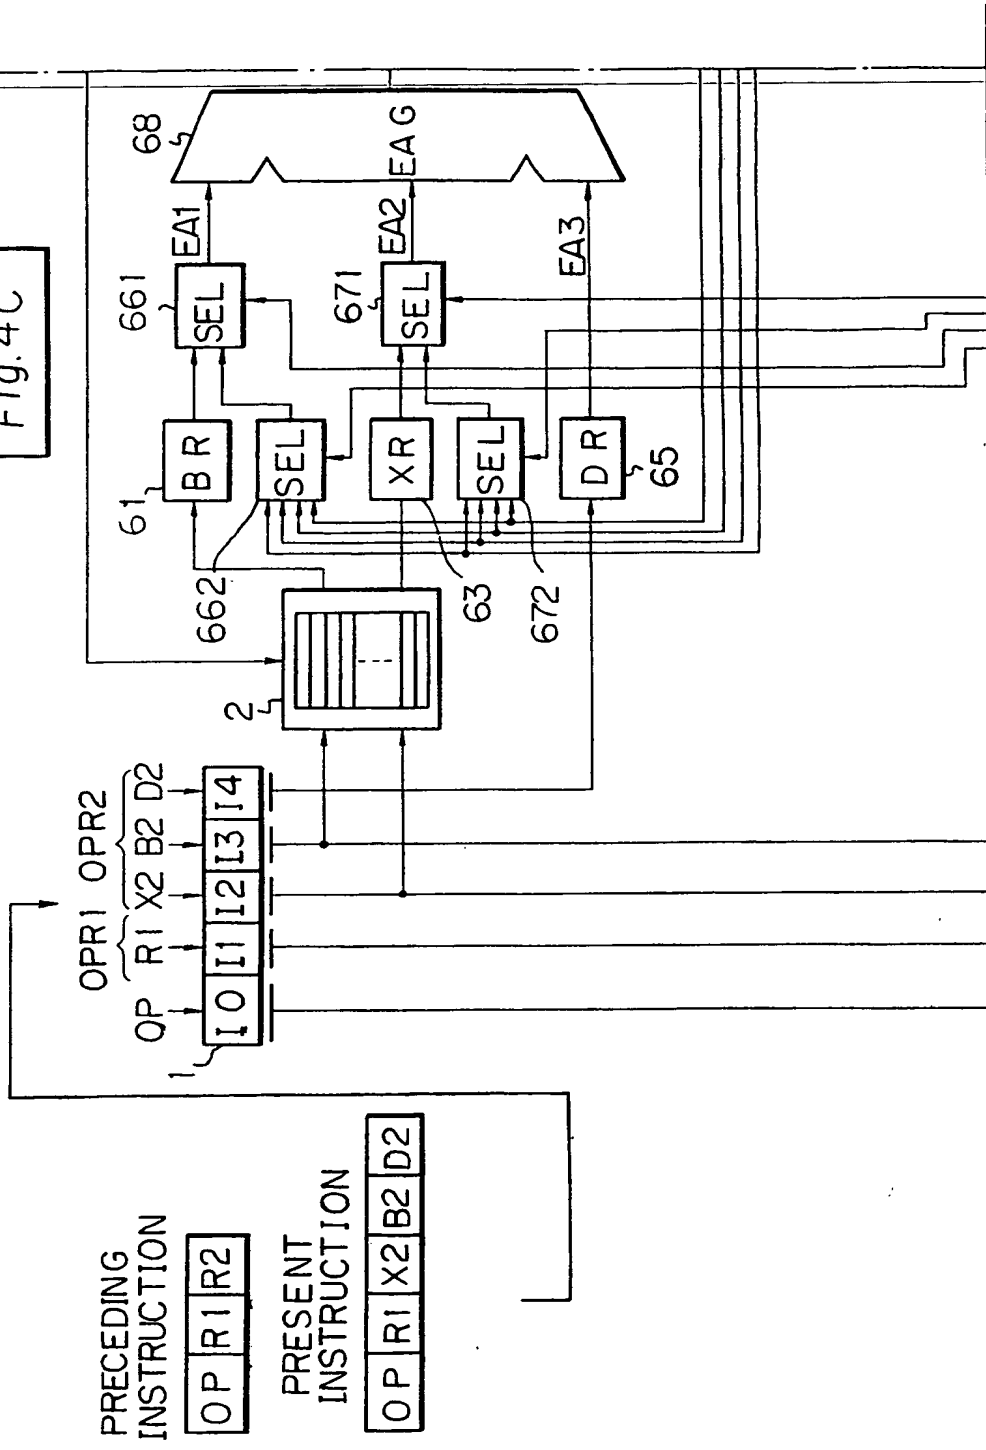 Fig. 4C
PRECEDING
INSTRUCTION
OP R1 R2
PRESENT
INSTRUCTION
OP R1 X2 B2 D2
OPR1 OPR2
OP R1 X2 B2 D2
I0 I1 I2 I3 I4
1
2
61
BR
662
SEL
XR
63
SEL
672
DR
65
661
SEL
EA1
671
SEL
EA2
EA3
68
EAG